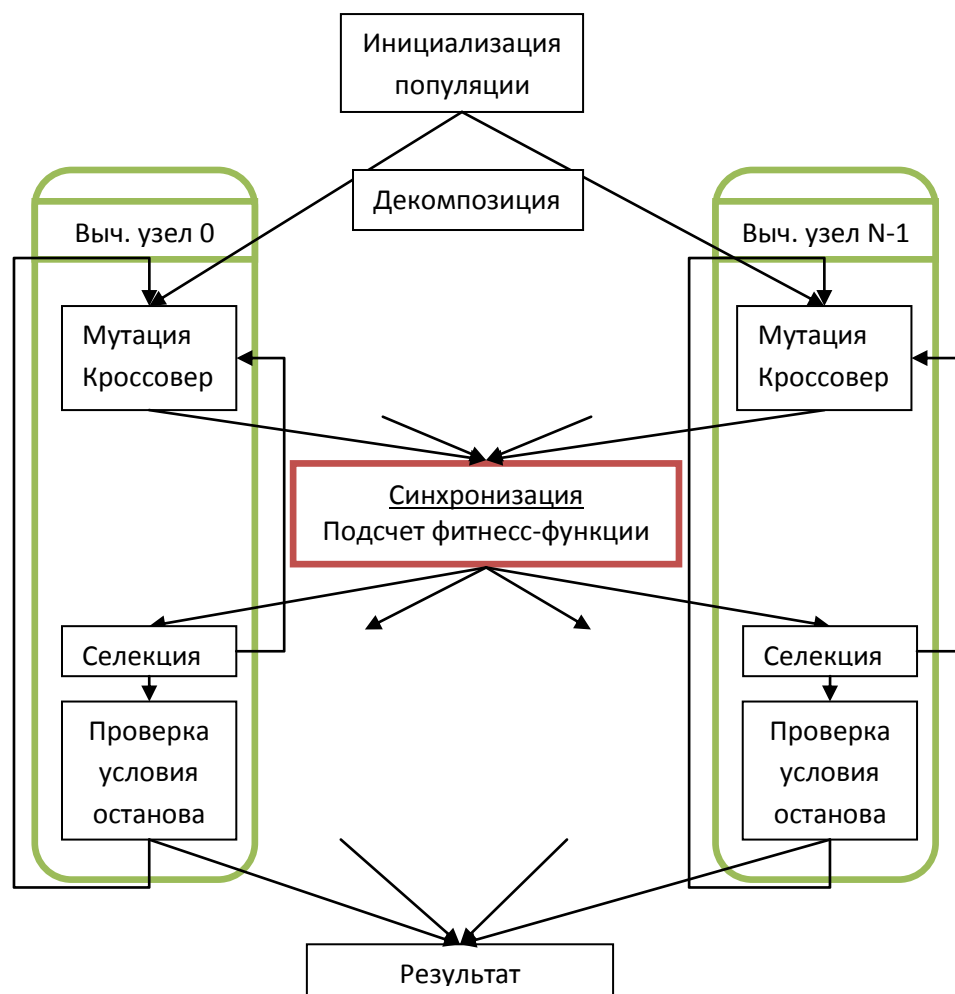 Инициализация
популяции
Декомпозиция
Выч. узел 0
Выч. узел N-1
Мутация
Кроссовер
Мутация
Кроссовер
Синхронизация
Подсчет фитнесс-функции
Селекция
Селекция
Проверка
условия
останова
Проверка
условия
останова
Результат